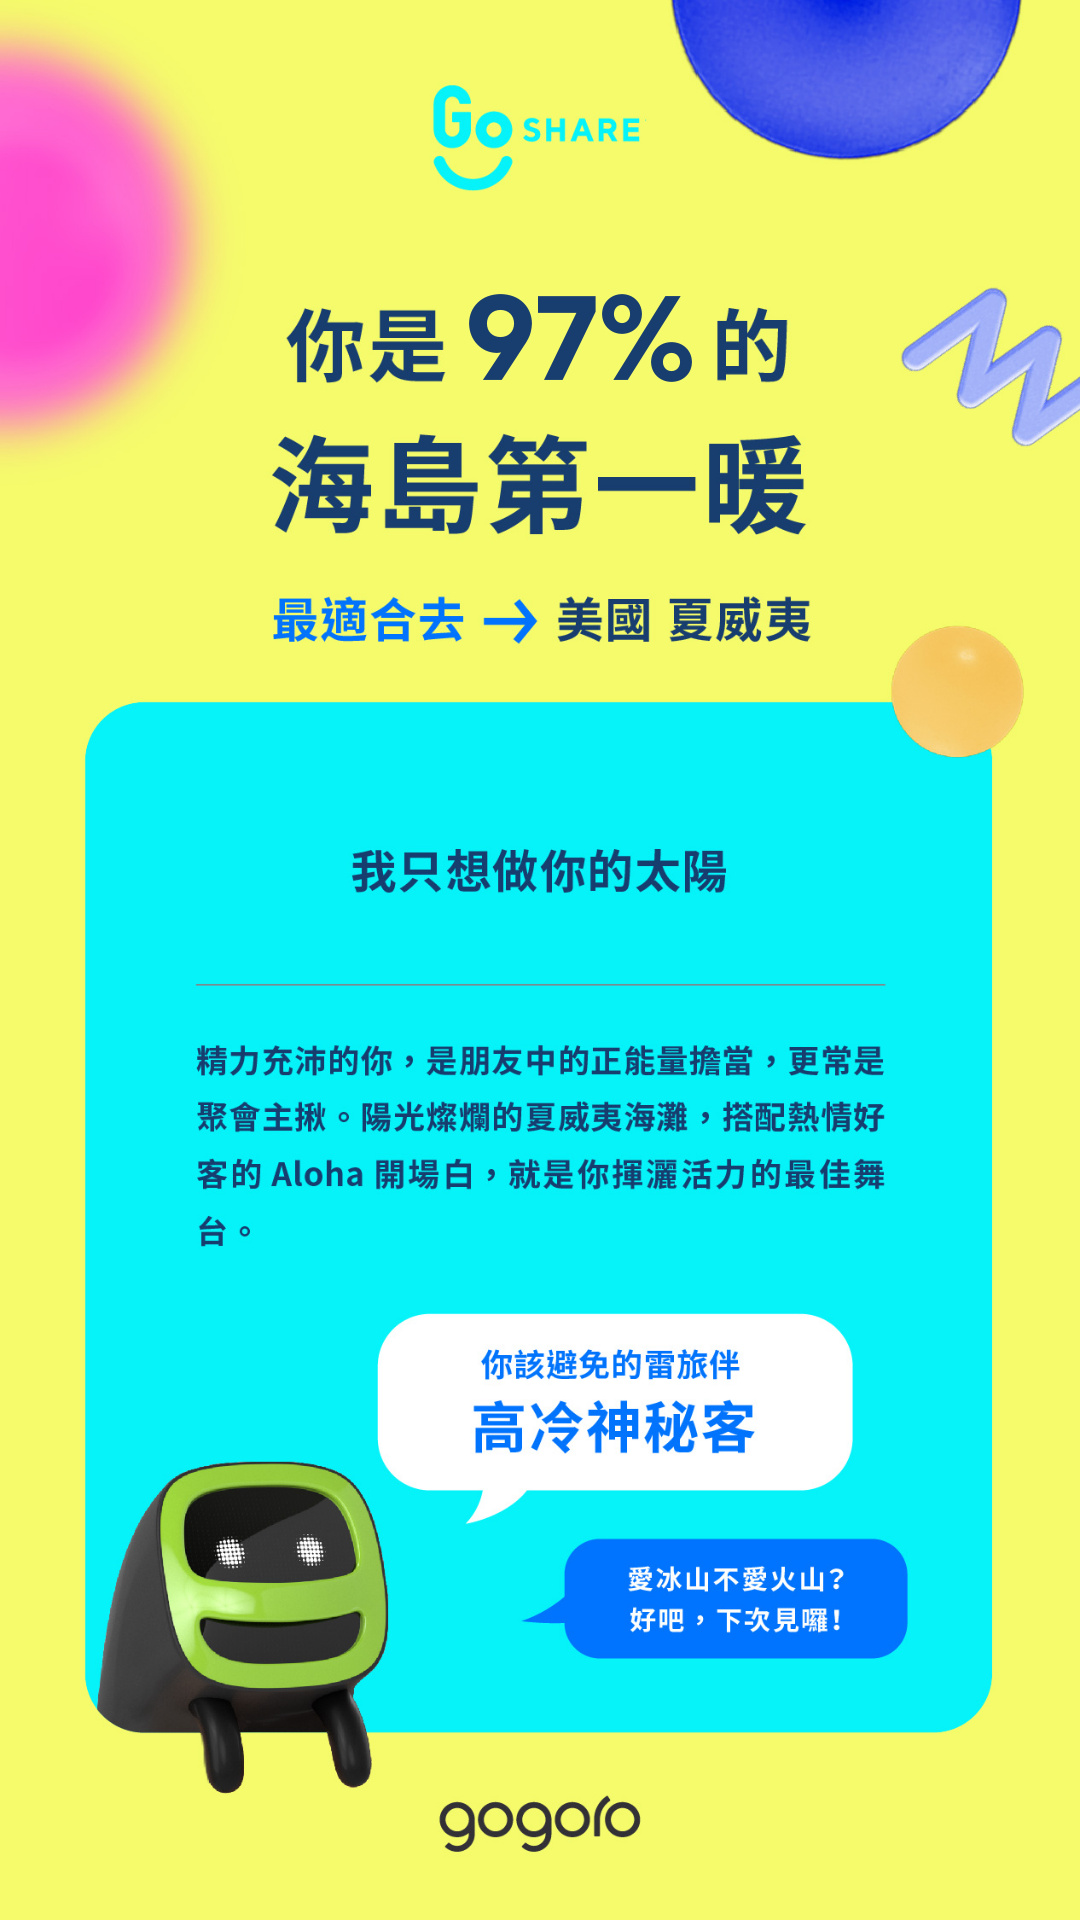 Go SHARE
你是 97% 的
海島第一暖
最適合去 → 美國 夏威夷
我只想做你的太陽
精力充沛的你，是朋友中的正能量擔當，更常是
聚會主揪。陽光燦爛的夏威夷海灘，搭配熱情好
客的 Aloha 開場白，就是你揮灑活力的最佳舞
台。
你該避免的雷旅伴
高冷神秘客
愛冰山不愛火山？
好吧，下次見囉！
gogoro